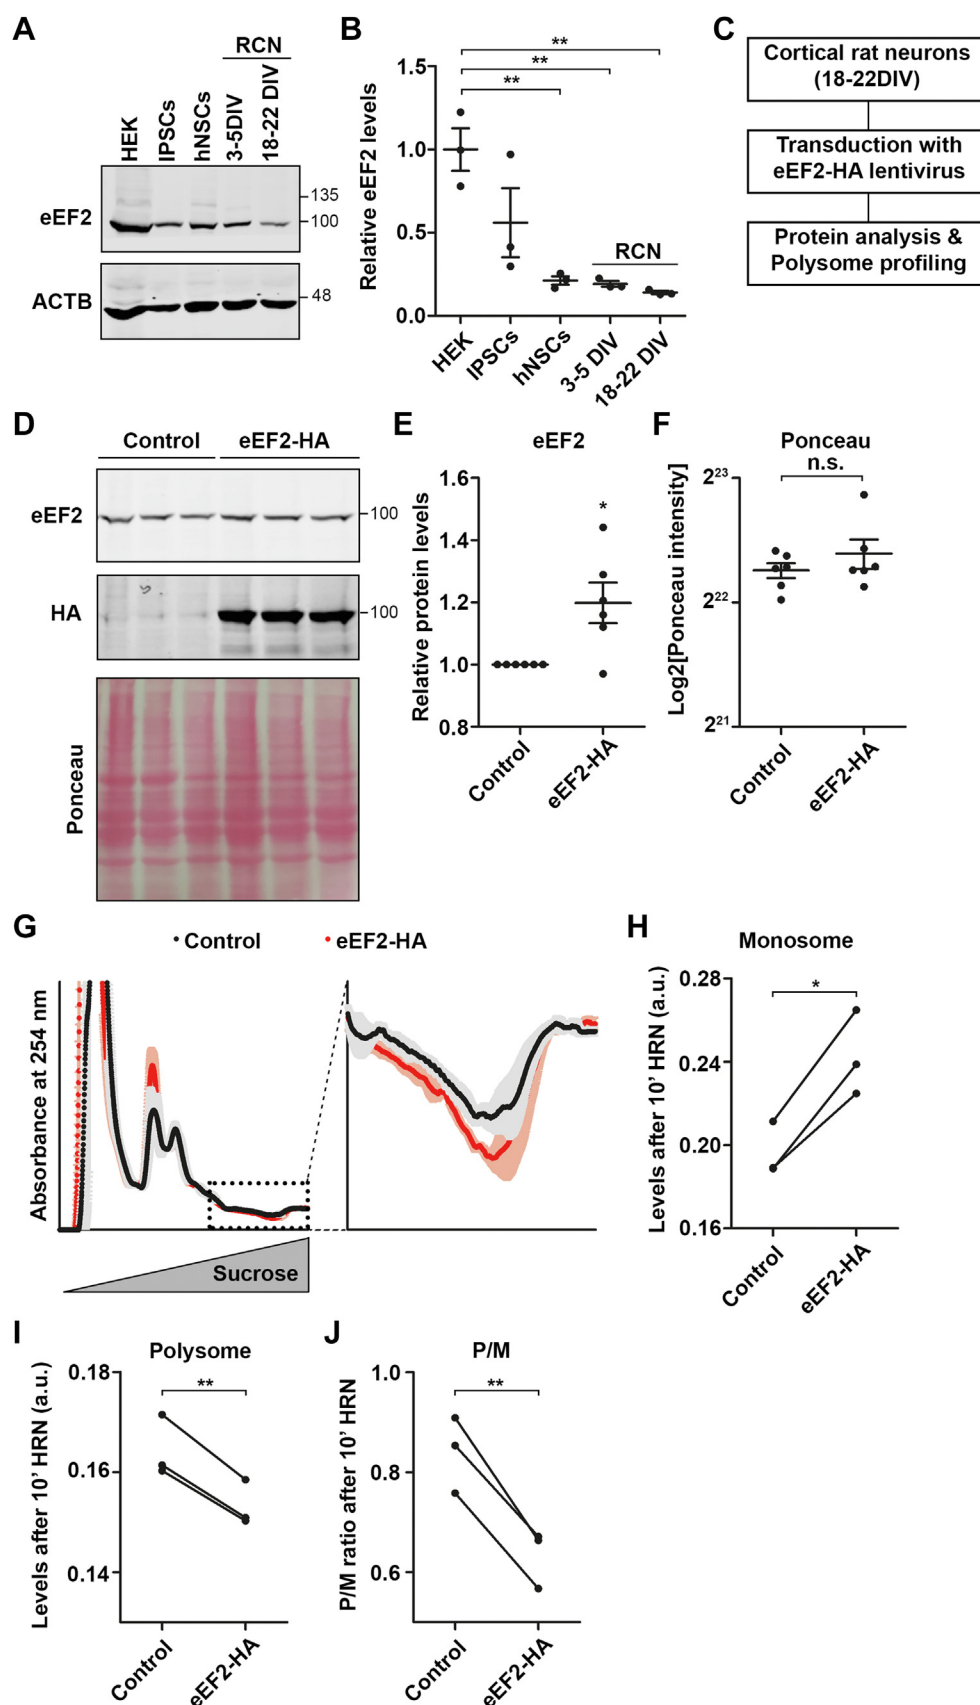 A
RCN
HEK
IPSCs
hNSCs
3-5DIV
18-22 DIV
eEF2
135
100
ACTB
48
B
Relative eEF2 levels
1.5
1.0
0.5
0.0
**
**
**
RCN
HEK
IPSCs
hNSCs
3-5 DIV
18-22 DIV
C
Cortical rat neurons
(18-22DIV)
Transduction with
eEF2-HA lentivirus
Protein analysis &
Polysome profiling
D
Control
eEF2-HA
eEF2
100
HA
100
Ponceau
E
eEF2
Relative protein levels
1.6
1.4
1.2
1.0
0.8
*
Control
eEF2-HA
F
Ponceau
n.s.
Log2[Ponceau intensity]
2^23
2^22
2^21
Control
eEF2-HA
G
Control
eEF2-HA
Absorbance at 254 nm
Sucrose
H
Monosome
Levels after 10' HRN (a.u.)
0.28
0.24
0.20
0.16
*
Control
eEF2-HA
I
Polysome
Levels after 10' HRN (a.u.)
0.18
0.16
0.14
**
Control
eEF2-HA
J
P/M
P/M ratio after 10' HRN
1.0
0.8
0.6
**
Control
eEF2-HA